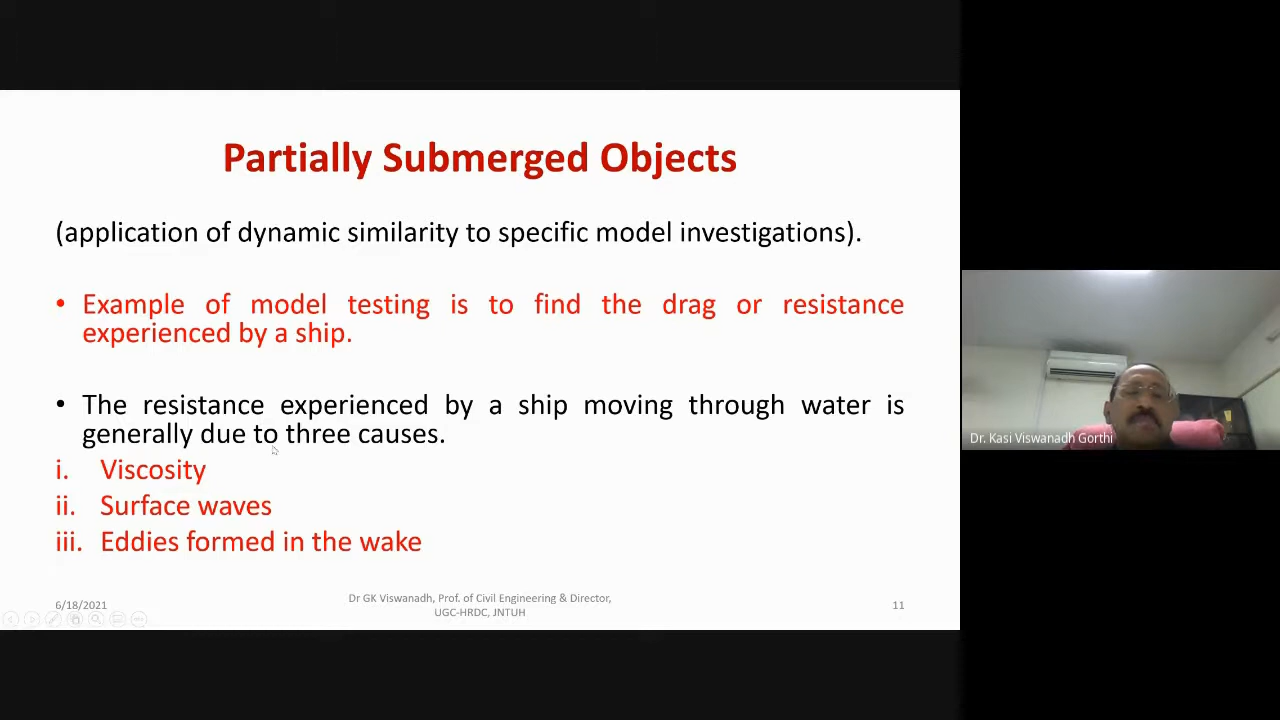 Partially Submerged Objects
(application of dynamic similarity to specific model investigations).
• Example of model testing is to find the drag or resistance
experienced by a ship.
• The resistance experienced by a ship moving through water is
generally due to three causes.
i. Viscosity
ii. Surface waves
iii. Eddies formed in the wake
6/18/2021
Dr GK Viswanadh, Prof. of Civil Engineering & Director,
UGC-HRDC, JNTUH
11
Dr. Kasi Viswanadh Gorthi